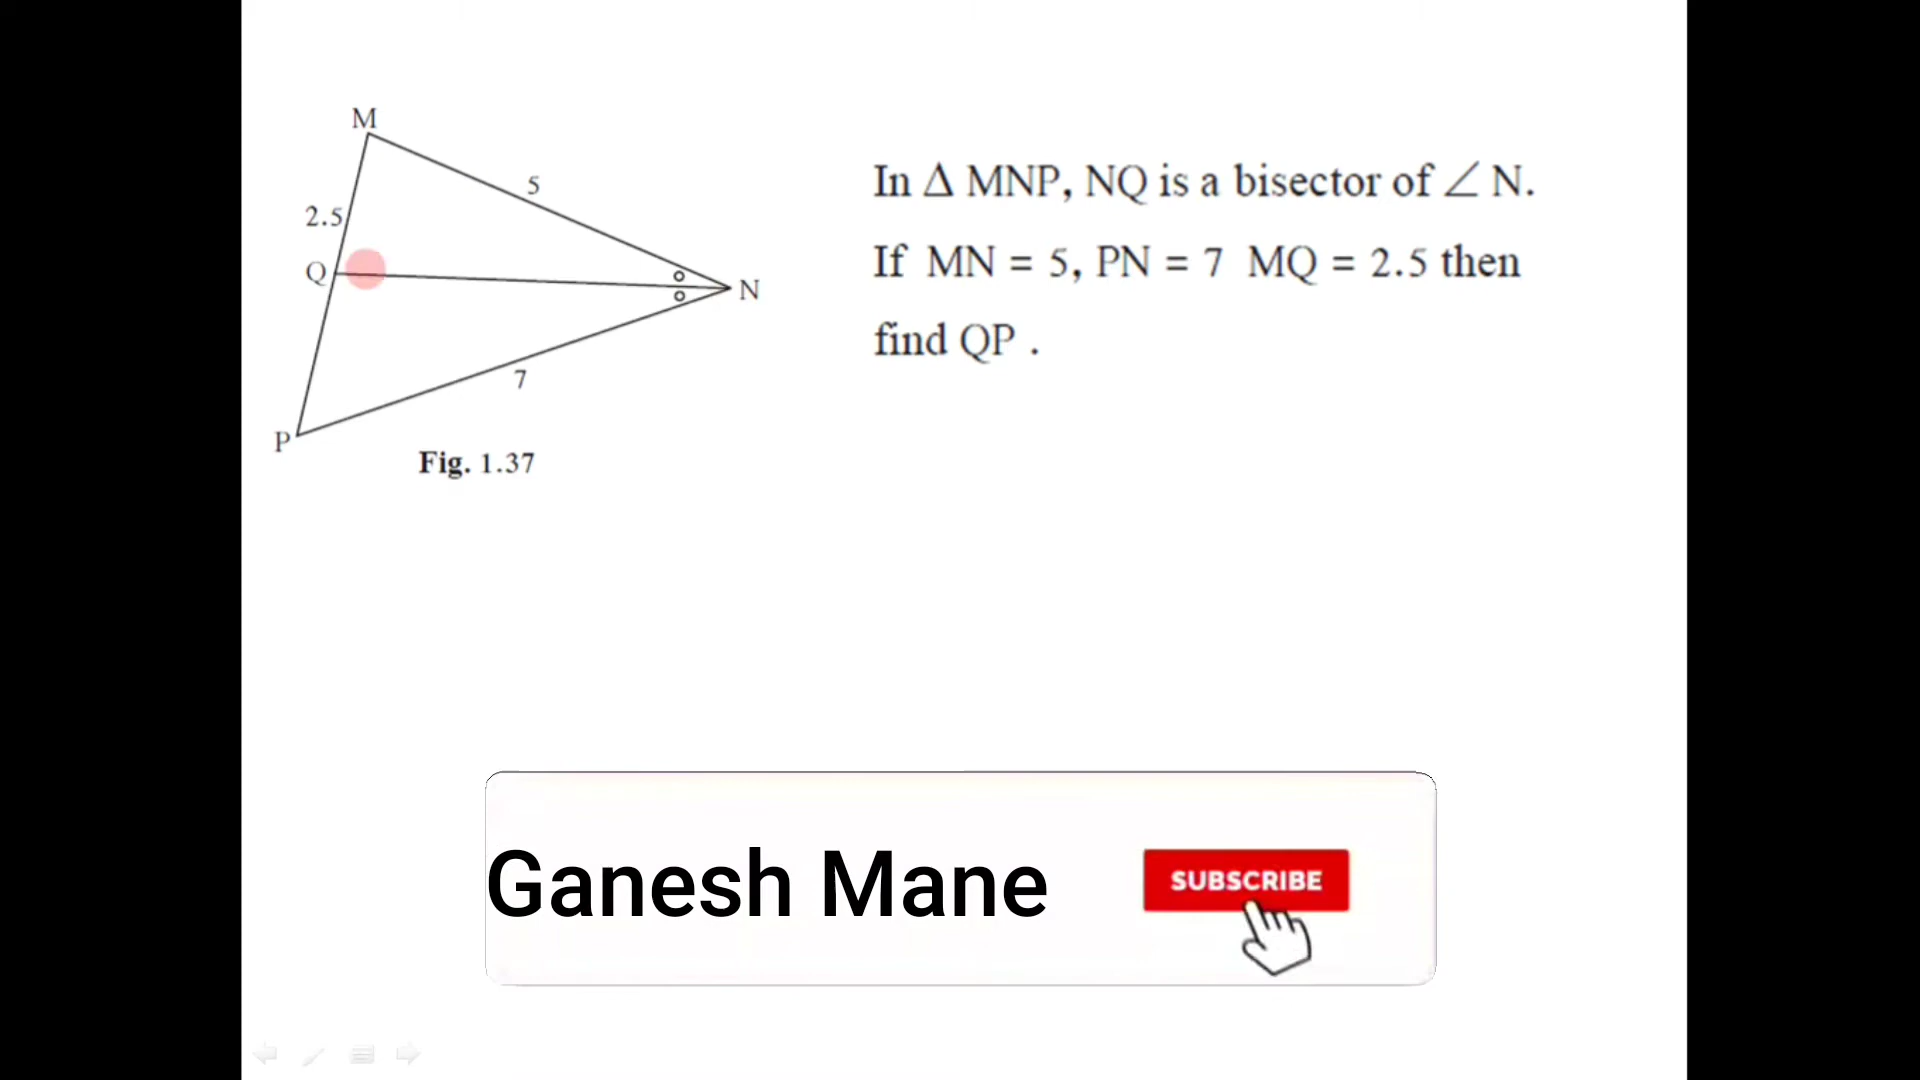 M
5
2.5
Q
N
7
P
Fig. 1.37
In Δ MNP, NQ is a bisector of ∠ N.
If MN = 5, PN = 7 MQ = 2.5 then
find QP .
Ganesh Mane
SUBSCRIBE